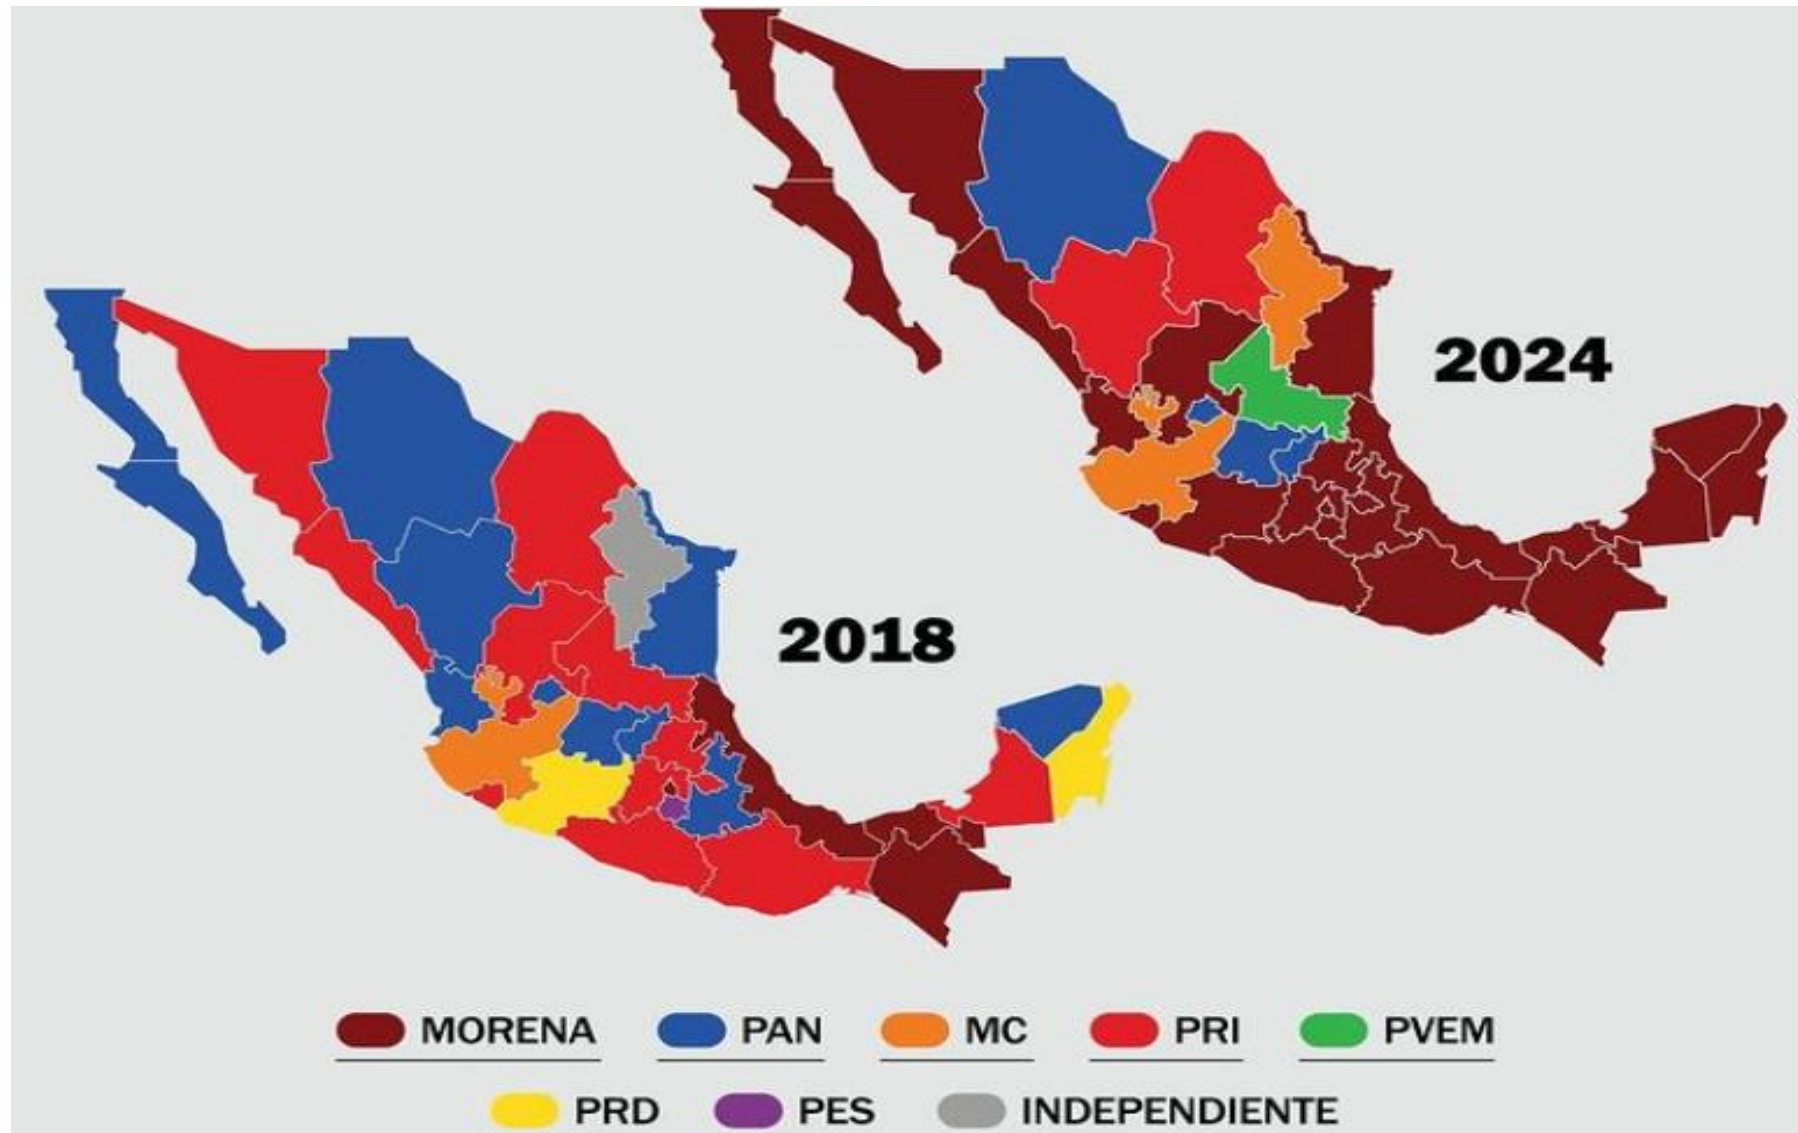 2024
2018
MORENA PAN MC PRI PVEM
PRD PES INDEPENDIENTE